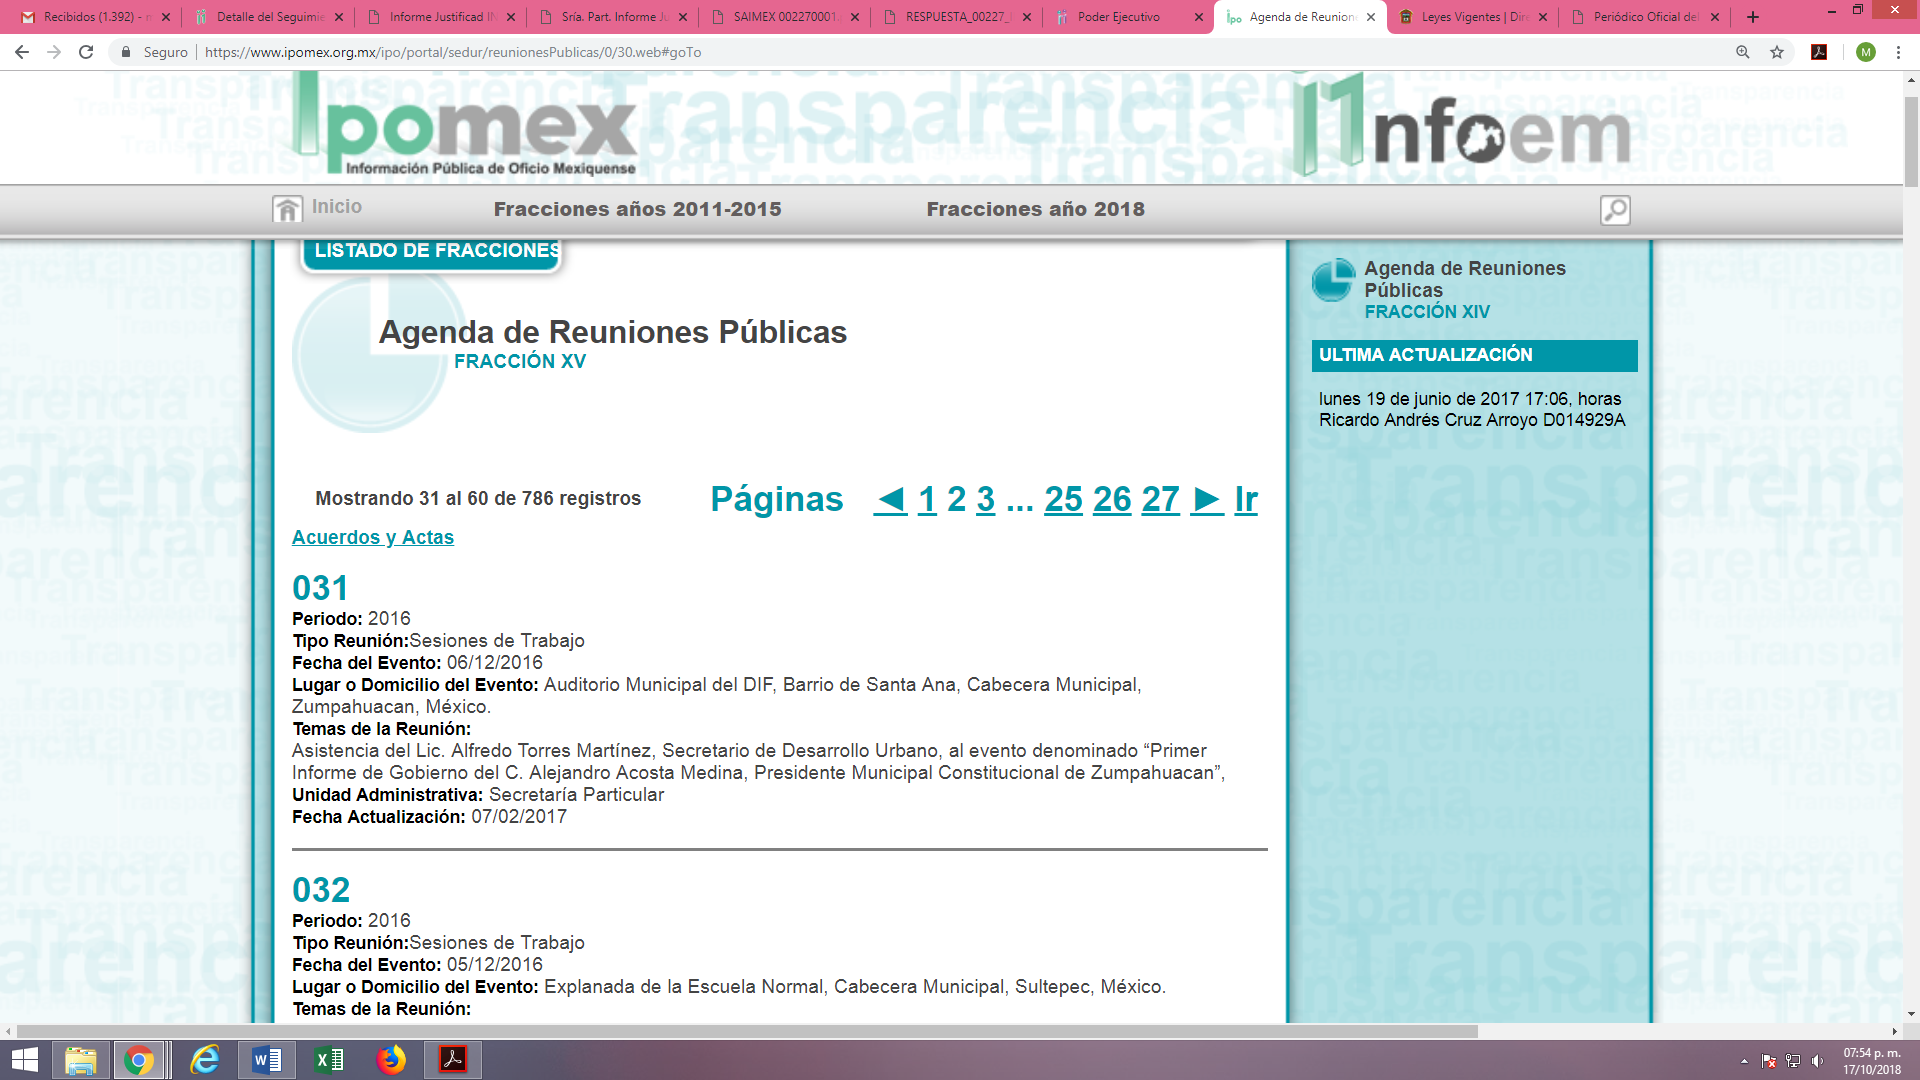 Recibidos (1.392) - n
Detalle del Seguimie
Informe Justificad IN
Sría. Part. Informe Ju
SAIMEX 002270001
RESPUESTA_00227_
Poder Ejecutivo
Agenda de Reunion
Leyes Vigentes | Dire
Periódico Oficial del
Seguro https://www.ipomex.org.mx/ipo/portal/sedur/reunionesPublicas/0/30.web#goTo
M
Transparencia
Ipomex
Información Pública de Oficio Mexiquense
Infoem
Inicio
Fracciones años 2011-2015
Fracciones año 2018
LISTADO DE FRACCIONES
Agenda de Reuniones Públicas
FRACCIÓN XV
Mostrando 31 al 60 de 786 registros
Páginas ◄ 1 2 3 ... 25 26 27 ► Ir
Acuerdos y Actas
031
Periodo: 2016
Tipo Reunión:Sesiones de Trabajo
Fecha del Evento: 06/12/2016
Lugar o Domicilio del Evento: Auditorio Municipal del DIF, Barrio de Santa Ana, Cabecera Municipal,
Zumpahuacan, México.
Temas de la Reunión:
Asistencia del Lic. Alfredo Torres Martínez, Secretario de Desarrollo Urbano, al evento denominado “Primer
Informe de Gobierno del C. Alejandro Acosta Medina, Presidente Municipal Constitucional de Zumpahuacan”,
Unidad Administrativa: Secretaría Particular
Fecha Actualización: 07/02/2017
032
Periodo: 2016
Tipo Reunión:Sesiones de Trabajo
Fecha del Evento: 05/12/2016
Lugar o Domicilio del Evento: Explanada de la Escuela Normal, Cabecera Municipal, Sultepec, México.
Temas de la Reunión:
Agenda de Reuniones
Públicas
FRACCIÓN XIV
ULTIMA ACTUALIZACIÓN
lunes 19 de junio de 2017 17:06, horas
Ricardo Andrés Cruz Arroyo D014929A
07:54 p. m.
17/10/2018